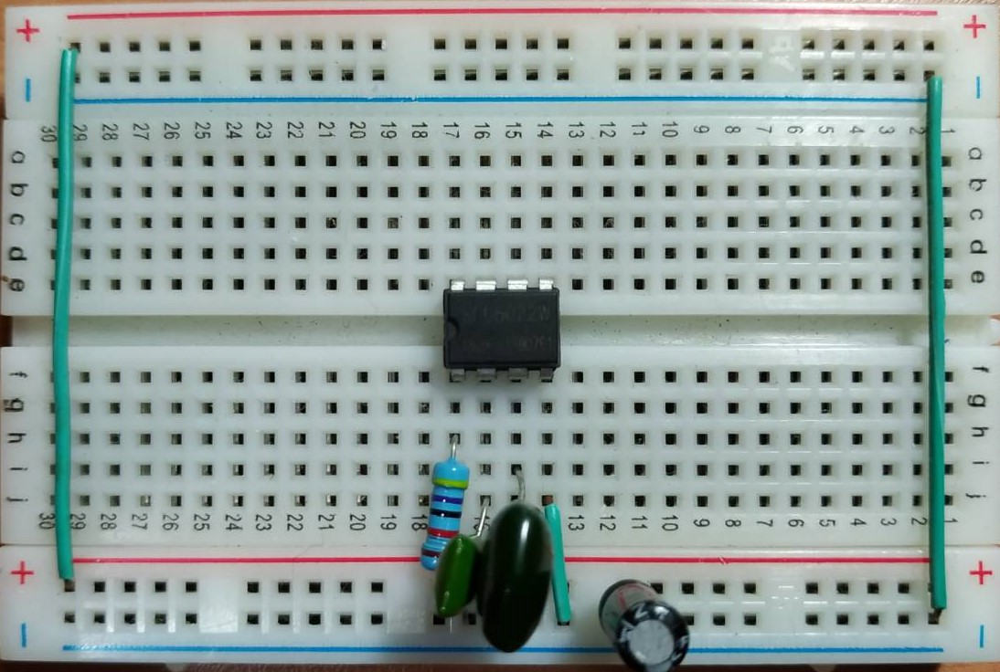 + +
− −
30 29 28 27 26 25 24 23 22 21 20 19 18 17 16 15 14 13 12 11 10 9 8 7 6 5 4 3 2 1
a a
b b
c c
d d
e e
f f
g g
h h
i i
j j
30 29 28 27 26 25 24 23 22 21 20 19 18 13 12 11 10 9 8 7 6 5 4 3 2 1
+ +
− −